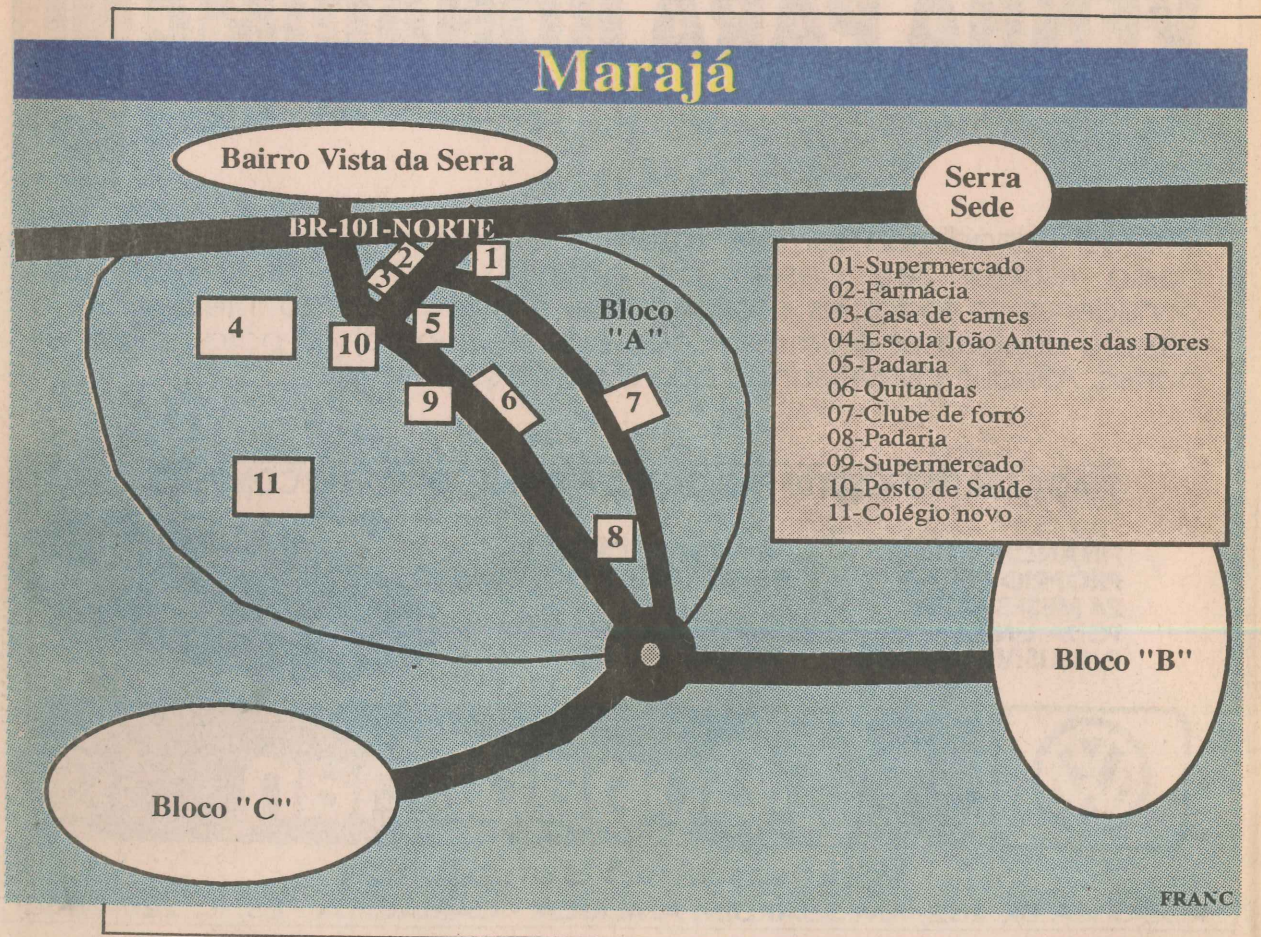 Marajá
Bairro Vista da Serra
Serra
Sede
BR-101-NORTE
01-Supermercado
02-Farmácia
03-Casa de carnes
04-Escola João Antunes das Dores
05-Padaria
06-Quitandas
07-Clube de forró
08-Padaria
09-Supermercado
10-Posto de Saúde
11-Colégio novo
2
1
3
Bloco
"A"
4
5
10
9
6
7
11
8
Bloco "B"
Bloco "C"
FRANC